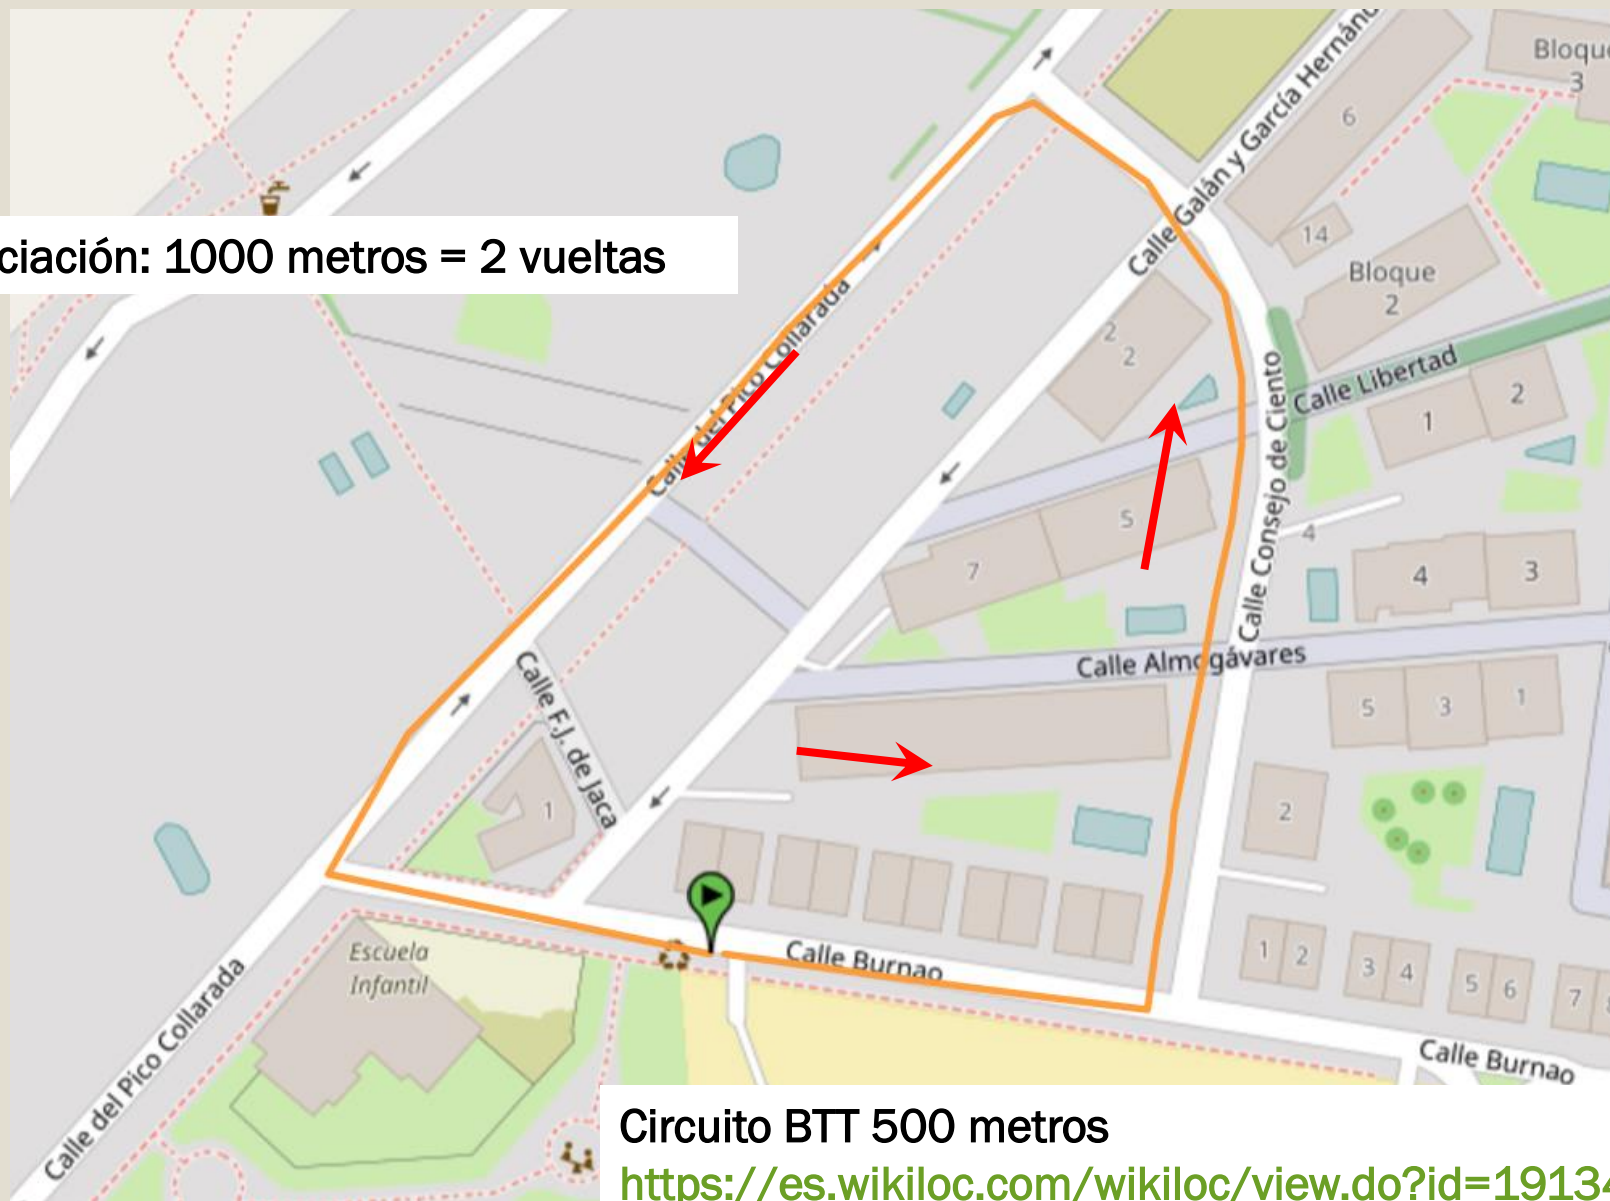 ciación: 1000 metros = 2 vueltas
Calle Galán y García Hernánd
Bloque
3
6
14
Bloque
2
Calle del Pico Collarada
2
2
Calle Libertad
1
2
Calle Consejo de Ciento
5
7
4
4
3
Calle Almogávares
5
3
1
Calle F.J. de Jaca
1
2
Escuela
Infantil
Calle Burnao
1
2
3
4
5
6
7
Calle Burnao
Calle del Pico Collarada
Circuito BTT 500 metros
https://es.wikiloc.com/wikiloc/view.do?id=19134